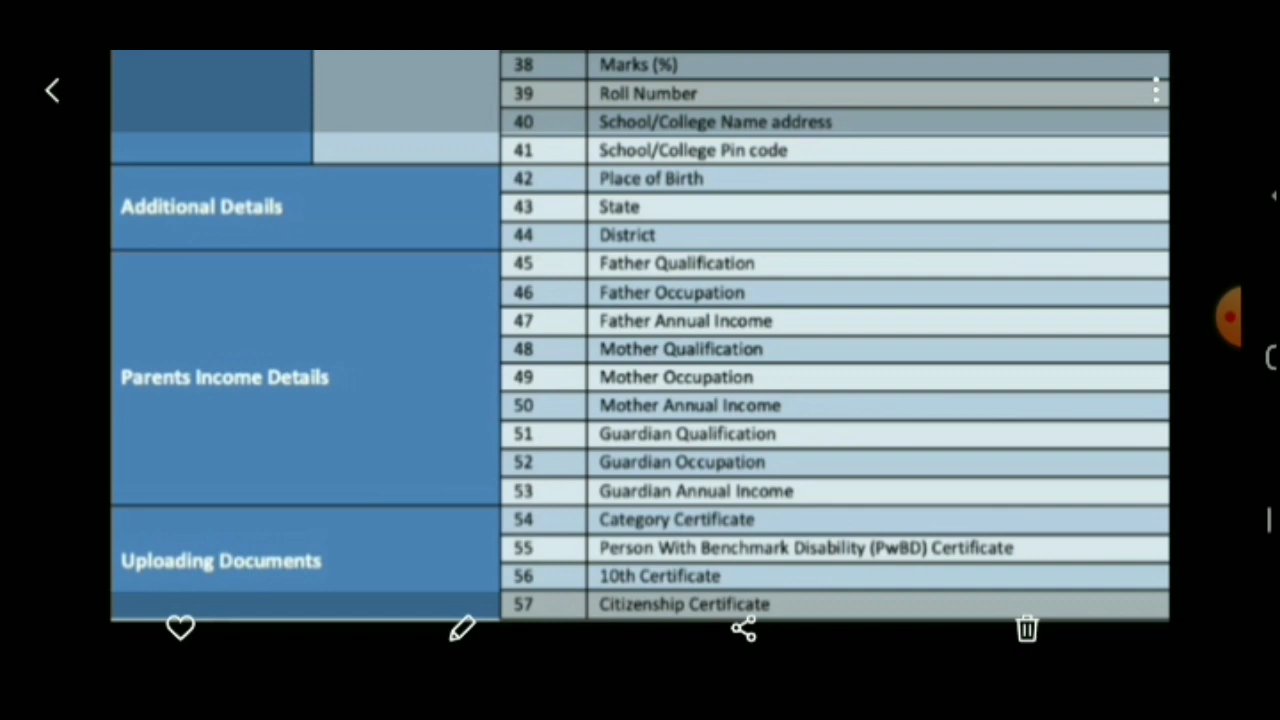 38 Marks (%)
39 Roll Number
40 School/College Name address
41 School/College Pin code
Additional Details
42 Place of Birth
43 State
44 District
Parents Income Details
45 Father Qualification
46 Father Occupation
47 Father Annual Income
48 Mother Qualification
49 Mother Occupation
50 Mother Annual Income
51 Guardian Qualification
52 Guardian Occupation
53 Guardian Annual Income
Uploading Documents
54 Category Certificate
55 Person With Benchmark Disability (PwBD) Certificate
56 10th Certificate
57 Citizenship Certificate